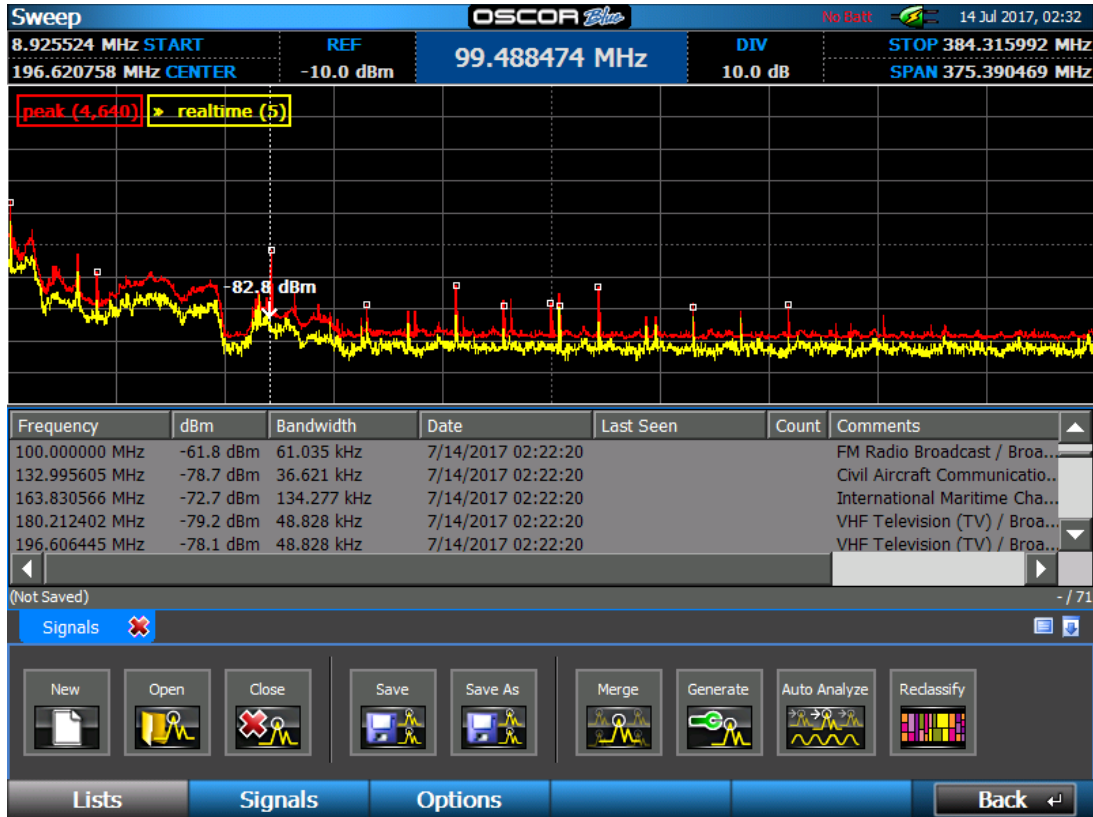 Sweep OSCOR Blue No Batt 14 Jul 2017, 02:32
8.925524 MHz START REF 99.488474 MHz DIV STOP 384.315992 MHz
196.620758 MHz CENTER -10.0 dBm 10.0 dB SPAN 375.390469 MHz
peak (4,640) » realtime (5)
-82.8 dBm
Frequency dBm Bandwidth Date Last Seen Count Comments
100.000000 MHz -61.8 dBm 61.035 kHz 7/14/2017 02:22:20 FM Radio Broadcast / Broa...
132.995605 MHz -78.7 dBm 36.621 kHz 7/14/2017 02:22:20 Civil Aircraft Communicatio...
163.830566 MHz -72.7 dBm 134.277 kHz 7/14/2017 02:22:20 International Maritime Cha...
180.212402 MHz -79.2 dBm 48.828 kHz 7/14/2017 02:22:20 VHF Television (TV) / Broa...
196.606445 MHz -78.1 dBm 48.828 kHz 7/14/2017 02:22:20 VHF Television (TV) / Broa...
(Not Saved) - / 71
Signals
New Open Close Save Save As Merge Generate Auto Analyze Reclassify
Lists Signals Options Back